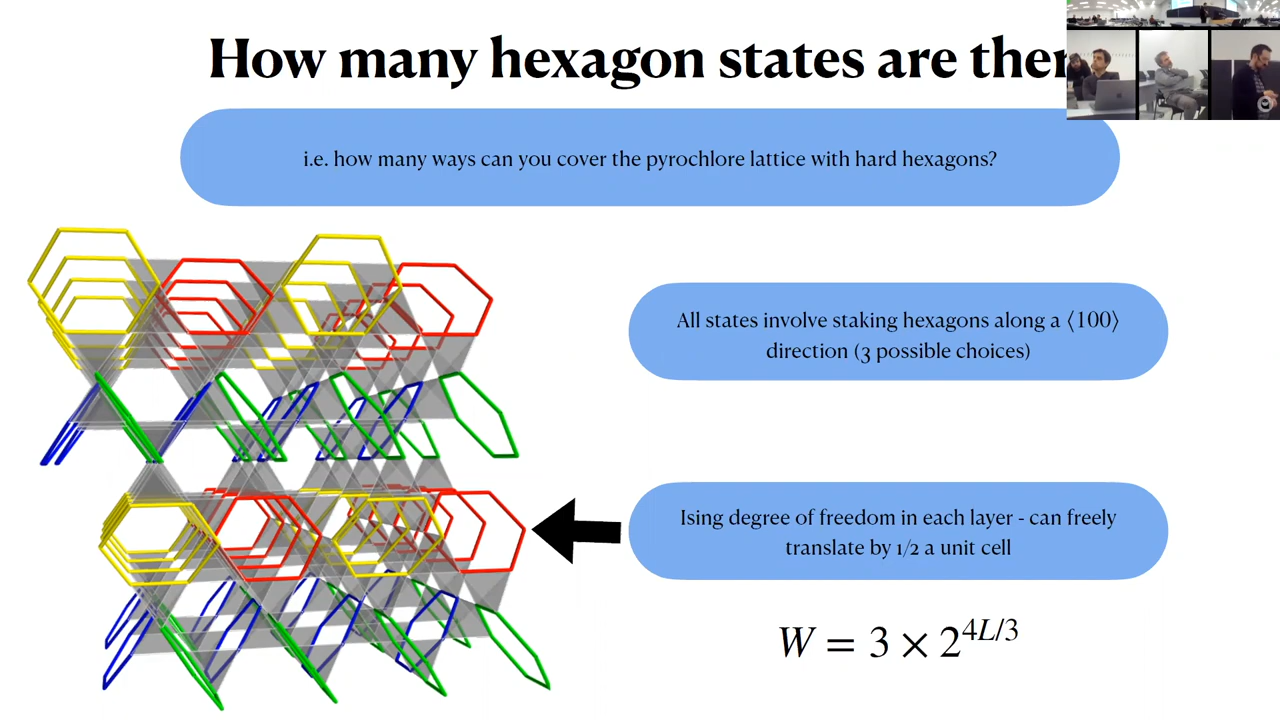 How many hexagon states are ther
i.e. how many ways can you cover the pyrochlore lattice with hard hexagons?
All states involve staking hexagons along a ⟨100⟩
direction (3 possible choices)
Ising degree of freedom in each layer - can freely
translate by 1/2 a unit cell
W = 3 × 2^{4L/3}